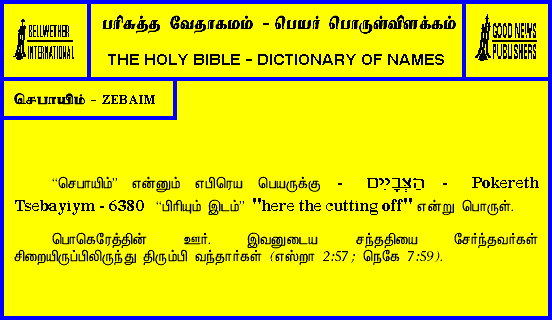 BELLWETHER
INTERNATIONAL
பரிசுத்த வேதாகமம் - பெயர் பொருள்விளக்கம்
THE HOLY BIBLE - DICTIONARY OF NAMES
GOOD NEWS
PUBLISHERS
செபாயிம் - ZEBAIM
“செபாயிம்” என்னும் எபிரெய பெயருக்கு - הַצְּבָיִים - Pokereth
Tsebayiym - 6380 “பிரியும் இடம்” "here the cutting off" என்று பொருள்.
பொகெரேத்தின் ஊர். இவனுடைய சந்ததியை சேர்ந்தவர்கள்
சிறையிருப்பிலிருந்து திரும்பி வந்தார்கள் (எஸ்றா 2:57; நெகே 7:59).